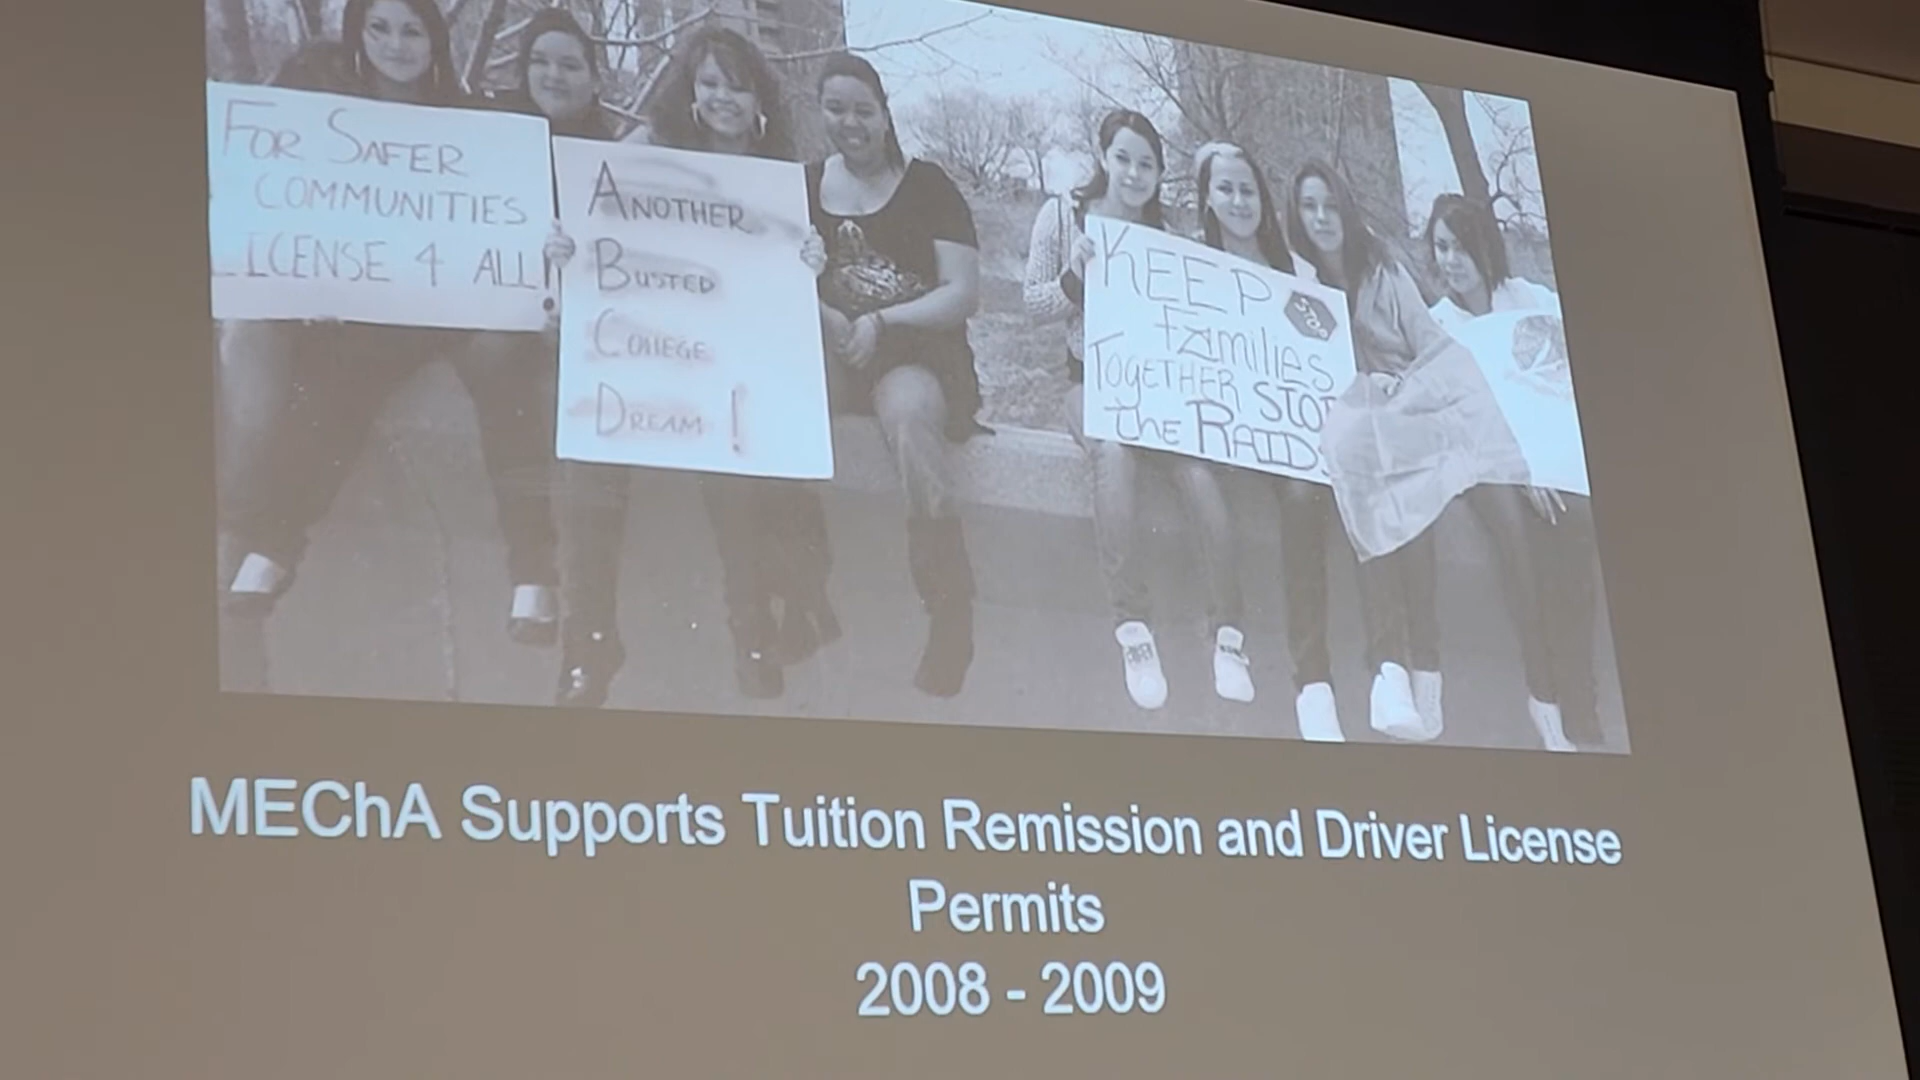 FOR SAFER
COMMUNITIES
LICENSE 4 ALL!
ANOTHER
BUSTED
COllEGE
DREAM!
KEEP
STOP
Families
TOGETHER STOP
the RAIDS
MEChA Supports Tuition Remission and Driver License
Permits
2008 - 2009